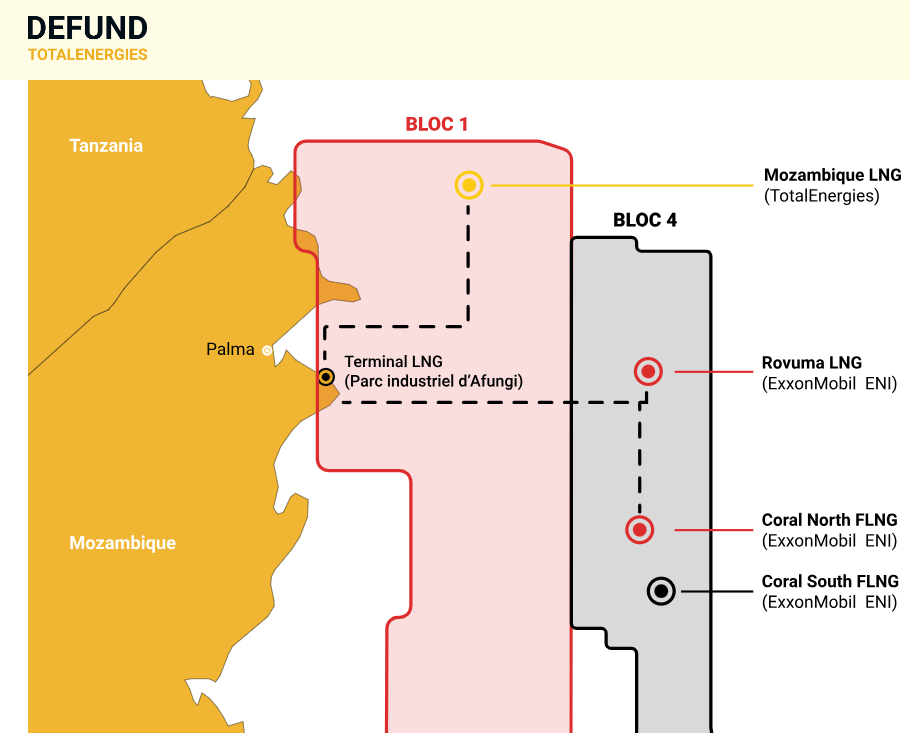 DEFUND
TOTALENERGIES
BLOC 1
Tanzania
Mozambique LNG
(TotalEnergies)
BLOC 4
Palma
Terminal LNG
(Parc industriel d'Afungi)
Rovuma LNG
(ExxonMobil ENI)
Coral North FLNG
(ExxonMobil ENI)
Mozambique
Coral South FLNG
(ExxonMobil ENI)